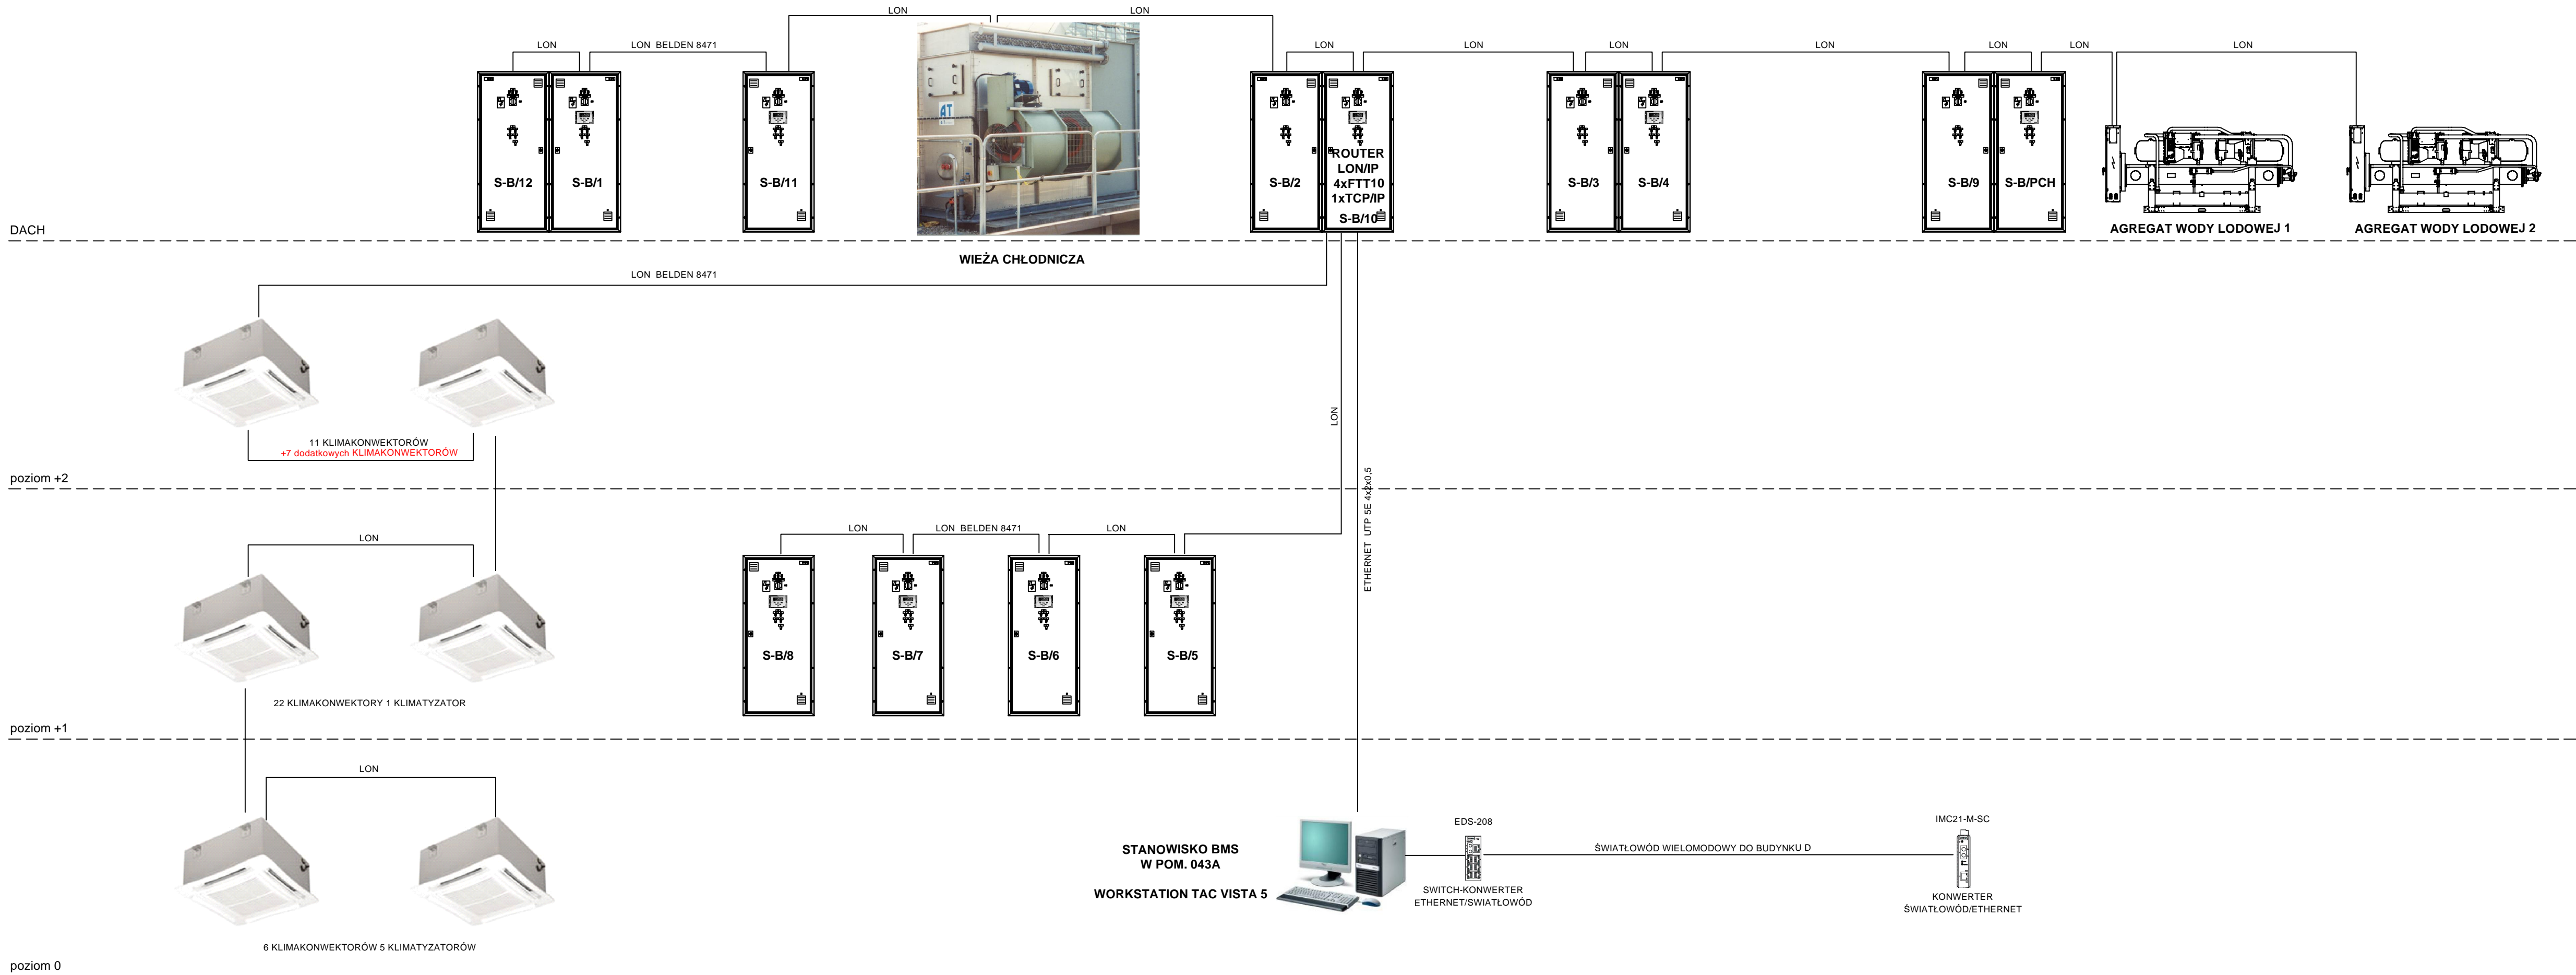 LON
LON
LON
LON BELDEN 8471
LON
LON
LON
LON
LON
LON
LON
AT
S-B/12
S-B/1
S-B/11
S-B/2
ROUTER
LON/IP
4xFTT10
1xTCP/IP
S-B/10
S-B/3
S-B/4
S-B/9
S-B/PCH
AGREGAT WODY LODOWEJ 1
AGREGAT WODY LODOWEJ 2
DACH
WIEŻA CHŁODNICZA
LON BELDEN 8471
LON
11 KLIMAKONWEKTORÓW
+7 dodatkowych KLIMAKONWEKTORÓW
poziom +2
ETHERNET UTP 5E 4x2x0,5
LON
LON
LON BELDEN 8471
LON
S-B/8
S-B/7
S-B/6
S-B/5
22 KLIMAKONWEKTORY 1 KLIMATYZATOR
poziom +1
LON
STANOWISKO BMS
W POM. 043A
WORKSTATION TAC VISTA 5
EDS-208
SWITCH-KONWERTER
ETHERNET/SWIATŁOWÓD
ŚWIATŁOWÓD WIELOMODOWY DO BUDYNKU D
IMC21-M-SC
KONWERTER
ŚWIATŁOWÓD/ETHERNET
6 KLIMAKONWEKTORÓW 5 KLIMATYZATORÓW
poziom 0